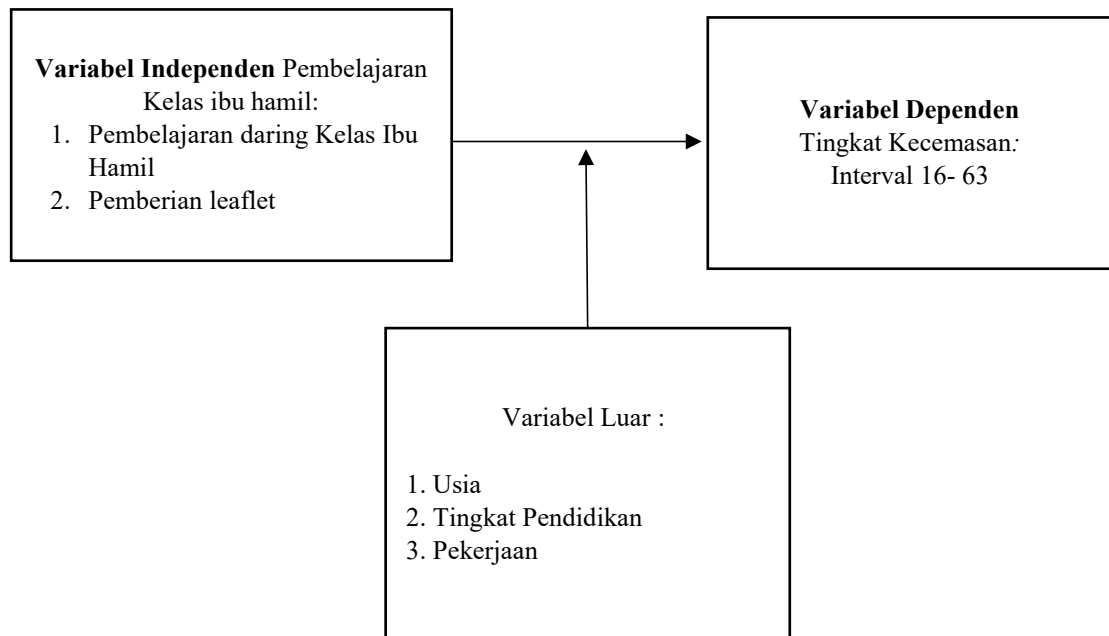 Variabel Independen Pembelajaran
Kelas ibu hamil:
1. Pembelajaran daring Kelas Ibu
Hamil
2. Pemberian leaflet
Variabel Dependen
Tingkat Kecemasan:
Interval 16- 63
Variabel Luar :
1. Usia
2. Tingkat Pendidikan
3. Pekerjaan